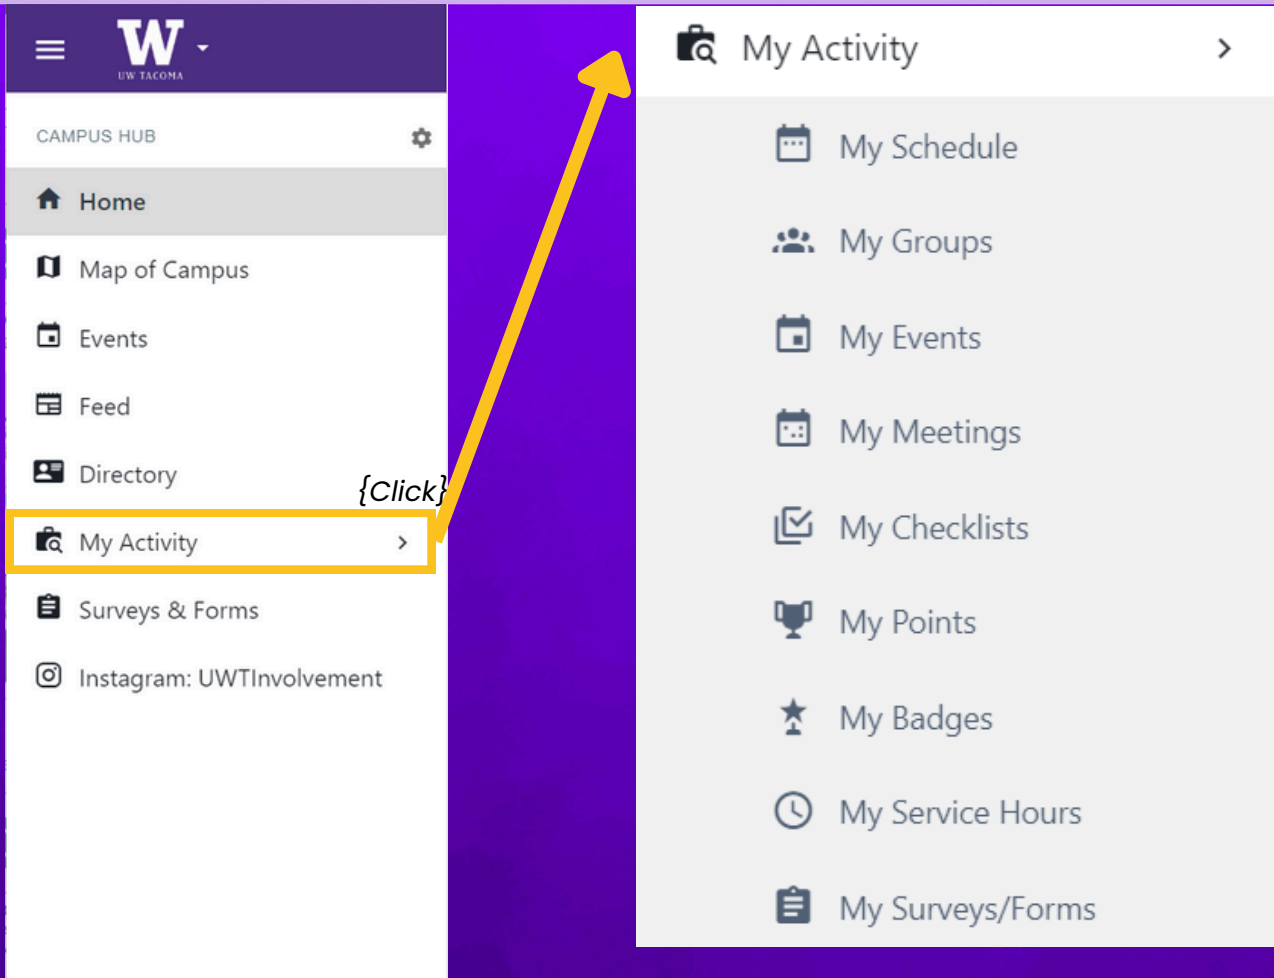 W
UW TACOMA
CAMPUS HUB
Home
Map of Campus
Events
Feed
Directory
{Click}
My Activity
Surveys & Forms
Instagram: UWTInvolvement
My Activity
My Schedule
My Groups
My Events
My Meetings
My Checklists
My Points
My Badges
My Service Hours
My Surveys/Forms